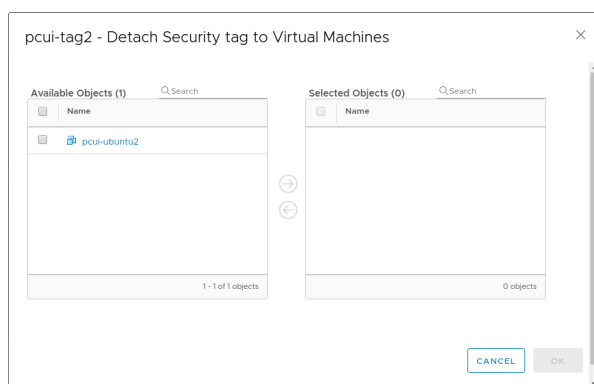 pcui-tag2 - Detach Security tag to Virtual Machines
Available Objects (1) Search
Name
pcui-ubuntu2
1 - 1 of 1 objects
Selected Objects (0) Search
Name
0 objects
CANCEL OK